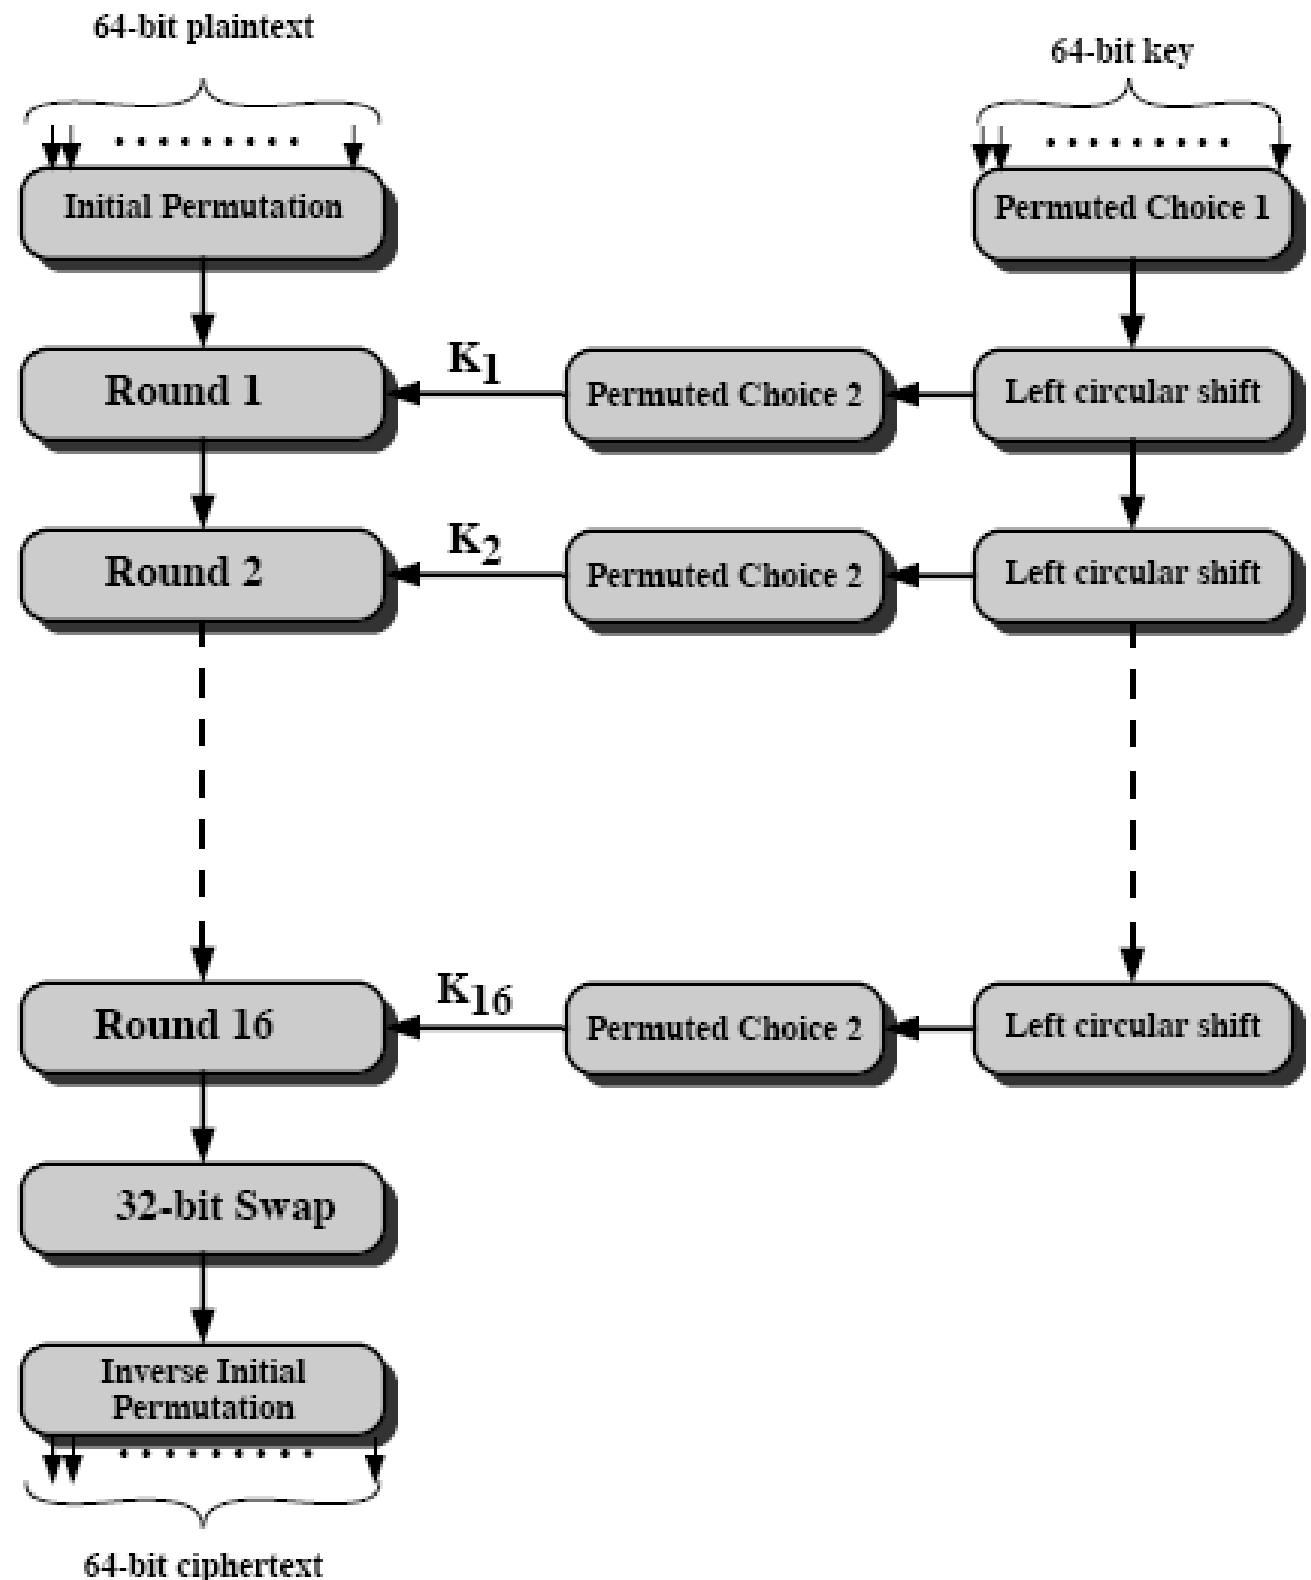 64-bit plaintext
64-bit key
Initial Permutation
Permuted Choice 1
Round 1
K1
Permuted Choice 2
Left circular shift
Round 2
K2
Permuted Choice 2
Left circular shift
Round 16
K16
Permuted Choice 2
Left circular shift
32-bit Swap
Inverse Initial
Permutation
64-bit ciphertext